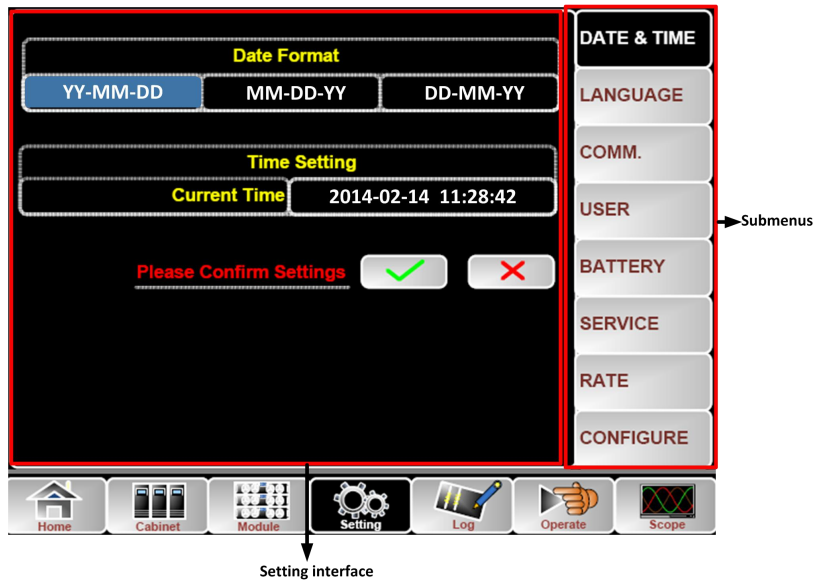 Date Format
YY-MM-DD MM-DD-YY DD-MM-YY
Time Setting
Current Time 2014-02-14 11:28:42
Please Confirm Settings
DATE & TIME
LANGUAGE
COMM.
USER
BATTERY
SERVICE
RATE
CONFIGURE
Submenus
Home Cabinet Module Setting Log Operate Scope
Setting interface